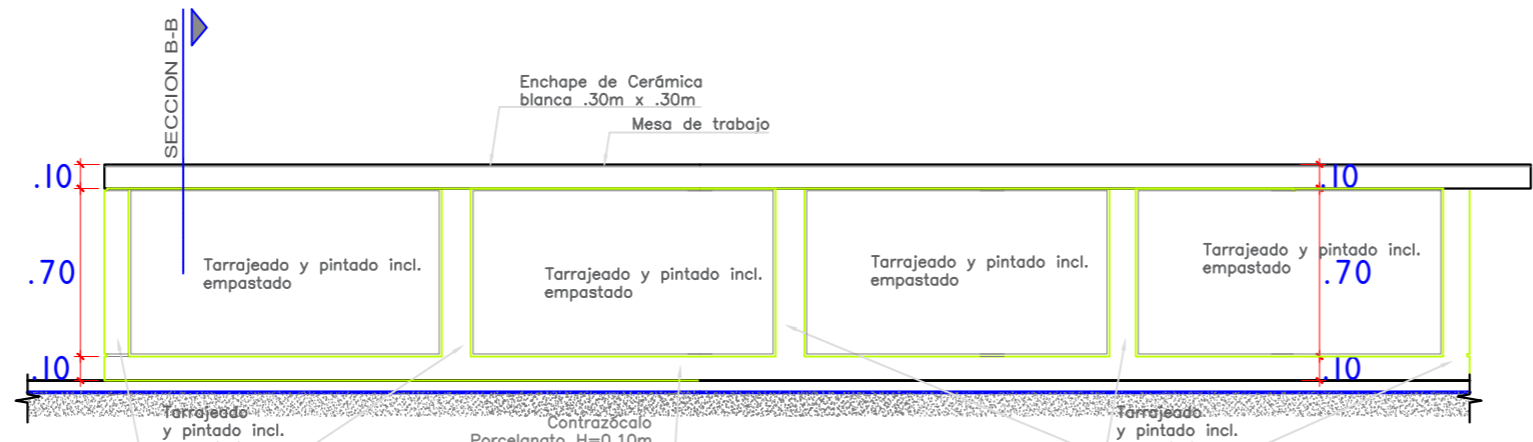 SECCION B-B
Enchape de Cerámica
blanca .30m x .30m
Mesa de trabajo
.10
.10
Tarrajeado y pintado incl.
empastado
Tarrajeado y pintado incl.
empastado
Tarrajeado y pintado incl.
empastado
Tarrajeado y pintado incl.
empastado
.70
.70
.10
.10
Tarrajeado
y pintado incl.
Contrazócalo
Porcelanato H=0.10m
Tarrajeado
y pintado incl.